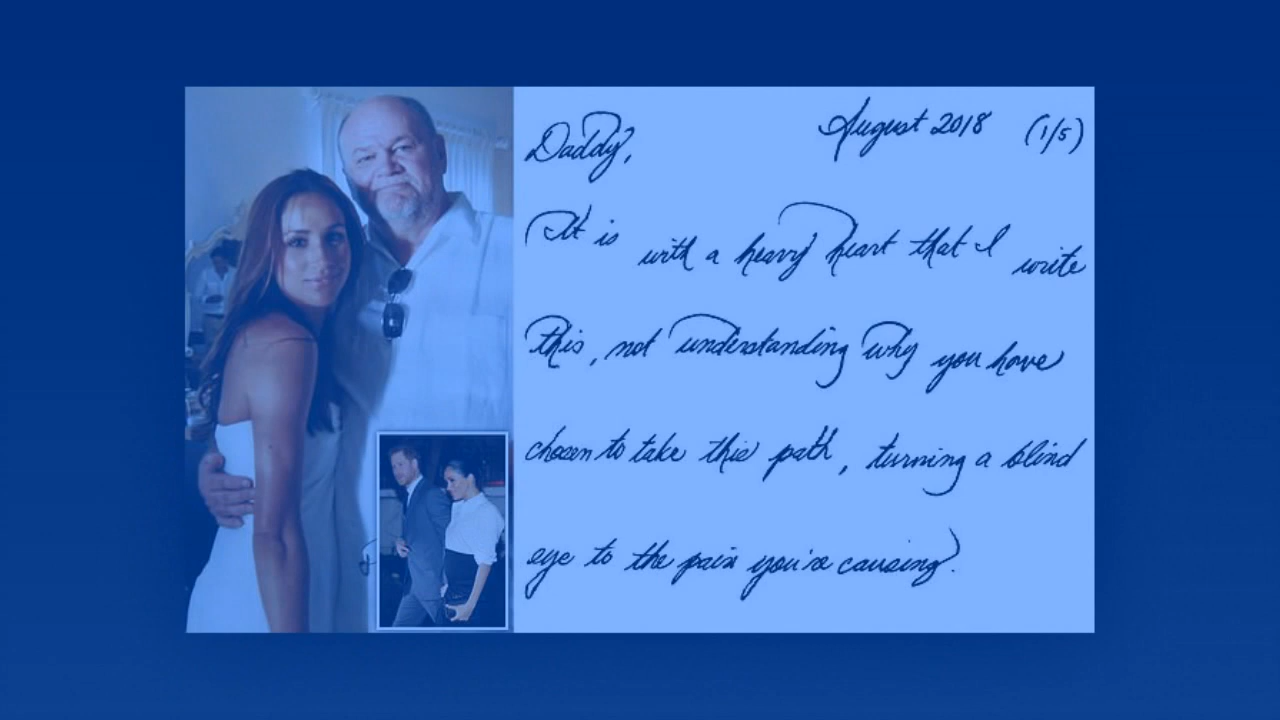 Daddy,
August 2018 (1/5)
It is with a heavy heart that I write
this, not understanding why you have
chosen to take this path, turning a blind
eye to the pain you're causing.